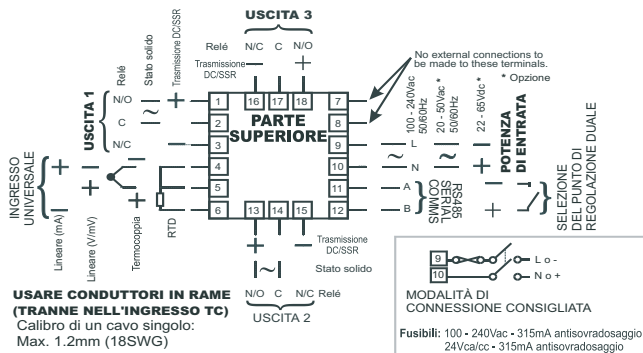 USCITA 3
Relé N/C C N/O
Trasmissione DC/SSR − +
No external connections to
be made to these terminals.
* Opzione
USCITA 1
Relé
Stato solido
Trasmissione DC/SSR
N/O
C
N/C
~
+
−
16 17 18
1
2
3
4
5
6
7
8
9
10
11
12
13 14 15
PARTE
SUPERIORE
100 - 240Vac
50/60Hz
20 - 50Vac *
50/60Hz
22 - 65Vdc *
POTENZA
DI ENTRATA
L
N
~
~
−
+
A
B
RS485
SERIAL
COMMS
−
+
SELEZIONE
DEL PUNTO DI
REGOLAZIONE DUALE
INGRESSO
UNIVERSALE
+
−
+
−
+
−
Lineare (mA)
Lineare (V/mV)
Termocoppia
RTD
+ − Trasmissione
DC/SSR
~ Stato solido
N/O C N/C Relé
USCITA 2
USARE CONDUTTORI IN RAME
(TRANNE NELL'INGRESSO TC)
Calibro di un cavo singolo:
Max. 1.2mm (18SWG)
9 Lo-
10 No+
MODALITÀ DI
CONNESSIONE CONSIGLIATA
Fusibili: 100 - 240Vac - 315mA antisovradosaggio
24Vca/cc - 315mA antisovradosaggio